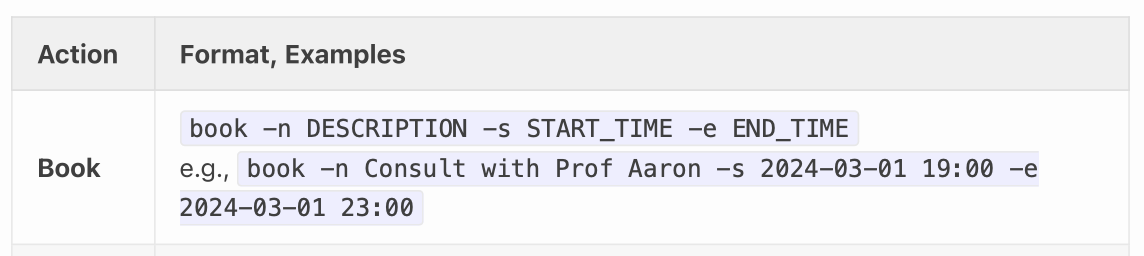 Action Format, Examples
book -n DESCRIPTION -s START_TIME -e END_TIME
Book e.g., book -n Consult with Prof Aaron -s 2024-03-01 19:00 -e
2024-03-01 23:00